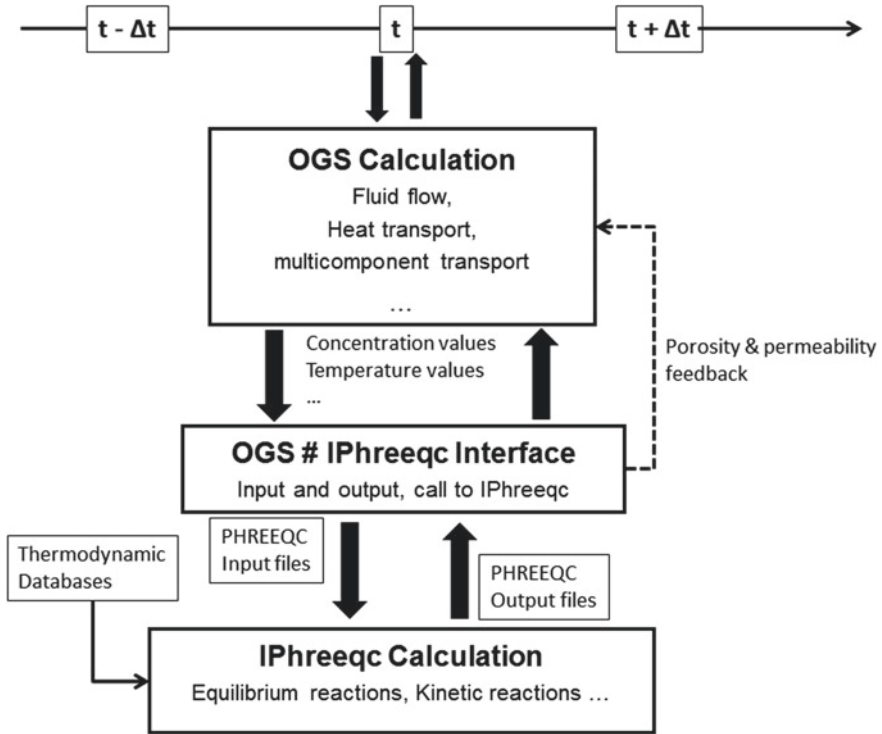 t - Δt
t
t + Δt
OGS Calculation
Fluid flow,
Heat transport,
multicomponent transport
...
Concentration values
Temperature values
...
Porosity & permeability
feedback
OGS # IPhreeqc Interface
Input and output, call to IPhreeqc
PHREEQC
Input files
Thermodynamic
Databases
PHREEQC
Output files
IPhreeqc Calculation
Equilibrium reactions, Kinetic reactions ...